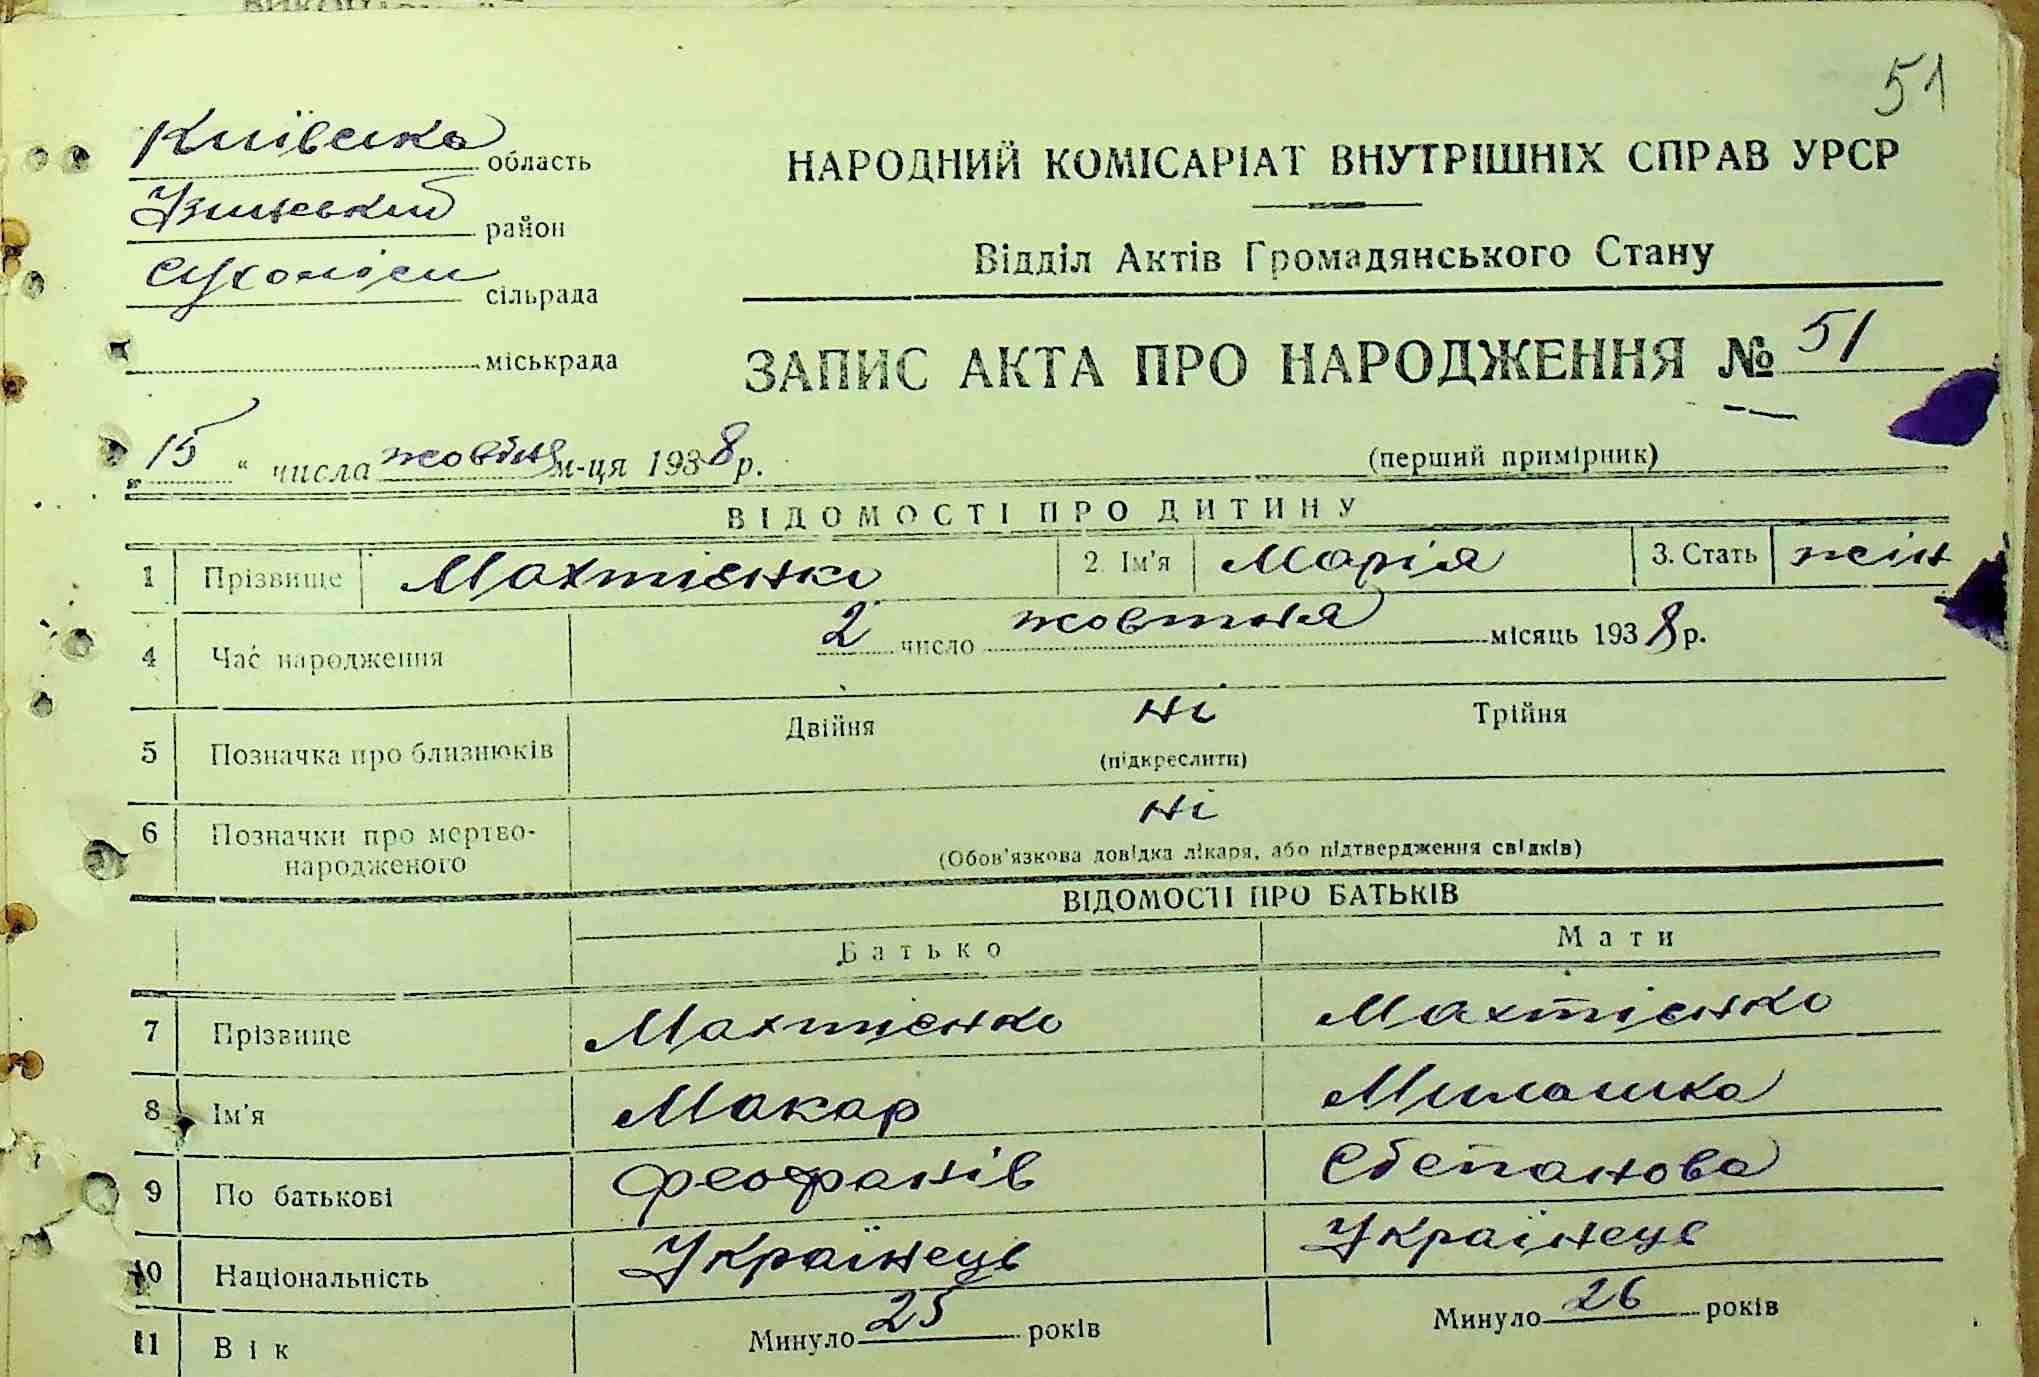 51
Київська область
НАРОДНИЙ КОМІСАРІАТ ВНУТРІШНІХ СПРАВ УРСР
Узинський район
Відділ Актів Громадянського Стану
Сухоліси сільрада
міськрада
ЗАПИС АКТА ПРО НАРОДЖЕННЯ № 51
„ 15 “ числа жовтня м-ця 1938 р.
(перший примірник)
ВІДОМОСТІ ПРО ДИТИНУ
1 Прізвище Махтієнко 2. Ім'я Марія 3. Стать жін
4 Час народження 2 число жовтня місяць 1938 р.
5 Позначка про близнюків Двійня ні Трійня
(підкреслити)
6 Позначки про мертво-
народженого ні
(Обов'язкова довідка лікаря, або підтвердження свідків)
ВІДОМОСТІ ПРО БАТЬКІВ
Батько Мати
7 Прізвище Махтієнко Махтієнко
8 Ім'я Макар Милашка
9 По батькові Феофанів Степанова
10 Національність Українець Українець
11 Вік Минуло 25 років Минуло 26 років